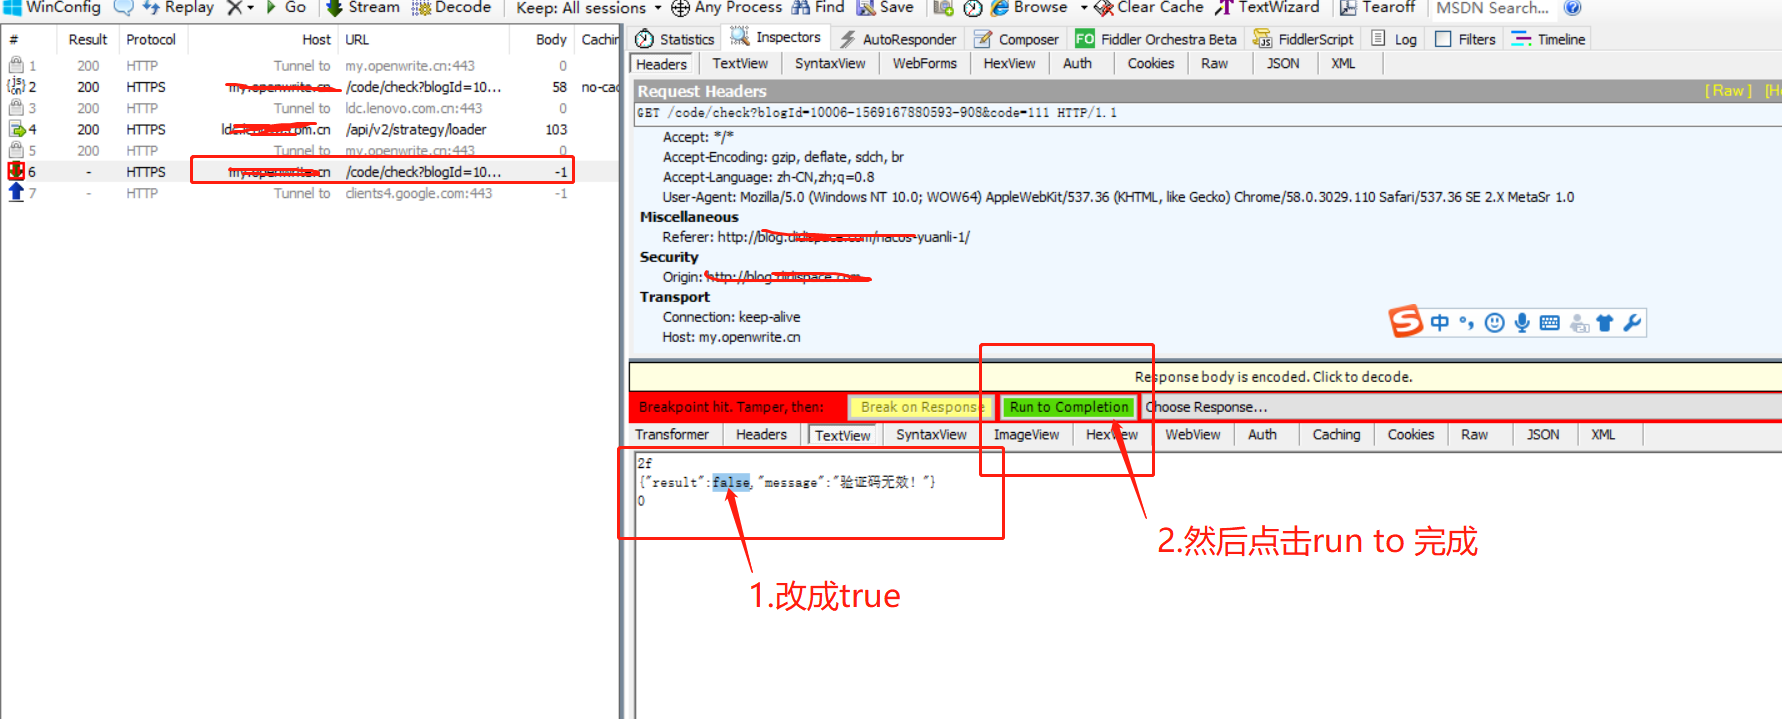 WinConfig Replay Go Stream Decode Keep: All sessions Any Process Find Save Browse Clear Cache TextWizard Tearoff MSDN Search...
# Result Protocol Host URL Body Cachin
1 200 HTTP Tunnel to my.openwrite.cn:443 0
2 200 HTTPS my.openwrite.cn /code/check?blogId=10... 58 no-cac
3 200 HTTP Tunnel to ldc.lenovo.com.cn:443 0
4 200 HTTPS .com.cn /api/v2/strategy/loader 103
5 200 HTTP Tunnel to my.openwrite.cn:443 0
6 - HTTPS my.openwrite.cn /code/check?blogId=10... -1
7 - HTTP Tunnel to clients4.google.com:443 -1
Statistics Inspectors AutoResponder Composer FO Fiddler Orchestra Beta FiddlerScript Log Filters Timeline
Headers TextView SyntaxView WebForms HexView Auth Cookies Raw JSON XML
Request Headers [ Raw ] [He
GET /code/check?blogId=10006-1569167880593-908&code=111 HTTP/1.1
Accept: */*
Accept-Encoding: gzip, deflate, sdch, br
Accept-Language: zh-CN,zh;q=0.8
User-Agent: Mozilla/5.0 (Windows NT 10.0; WOW64) AppleWebKit/537.36 (KHTML, like Gecko) Chrome/58.0.3029.110 Safari/537.36 SE 2.X MetaSr 1.0
Miscellaneous
Referer: http://blog.didispace.com/nacos-yuanli-1/
Security
Origin: http://blog.didispace.com
Transport
Connection: keep-alive
Host: my.openwrite.cn
中
Response body is encoded. Click to decode.
Breakpoint hit. Tamper, then: Break on Response Run to Completion Choose Response...
Transformer Headers TextView SyntaxView ImageView HexView WebView Auth Caching Cookies Raw JSON XML
2f
{"result":false,"message":"验证码无效！"}
0
2.然后点击run to 完成
1.改成true